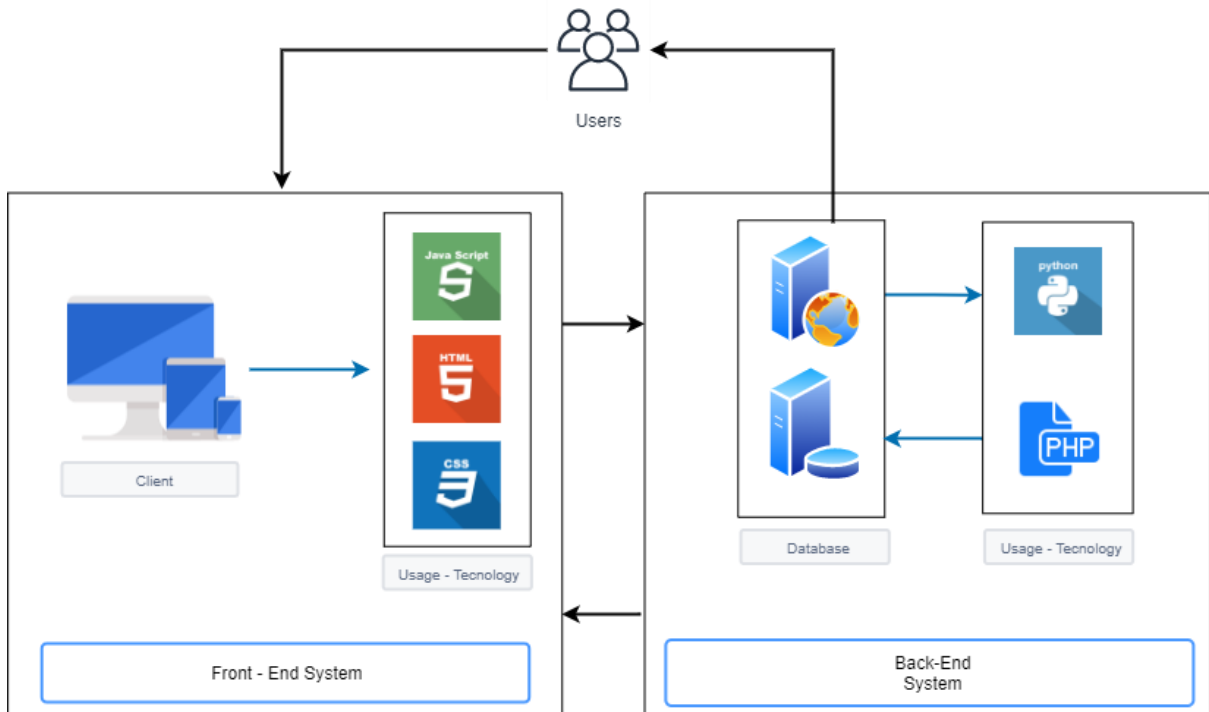 Users
Java Script
HTML
CSS
Client
Usage - Tecnology
Front - End System
python
PHP
Database
Usage - Tecnology
Back-End
System